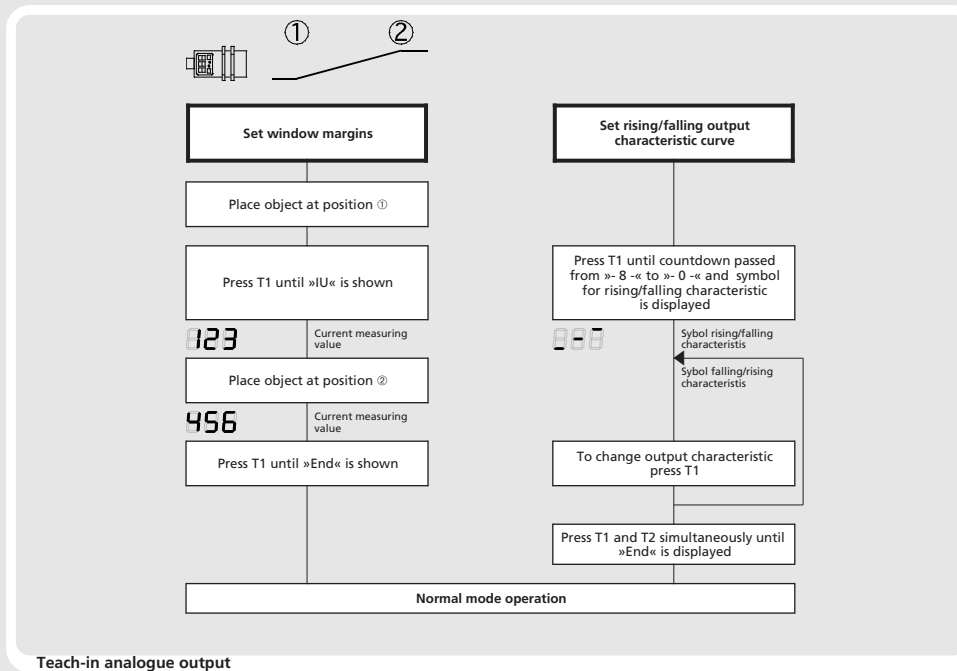 ① ②
Set window margins
Place object at position ①
Press T1 until »IU« is shown
123
Current measuring
value
Place object at position ②
456
Current measuring
value
Press T1 until »End« is shown
Set rising/falling output
characteristic curve
Press T1 until countdown passed
from »- 8 -« to »- 0 -« and symbol
for rising/falling characteristic
is displayed
Sybol rising/falling
characteristis
Sybol falling/rising
characteristis
To change output characteristic
press T1
Press T1 and T2 simultaneously until
»End« is displayed
Normal mode operation
Teach-in analogue output